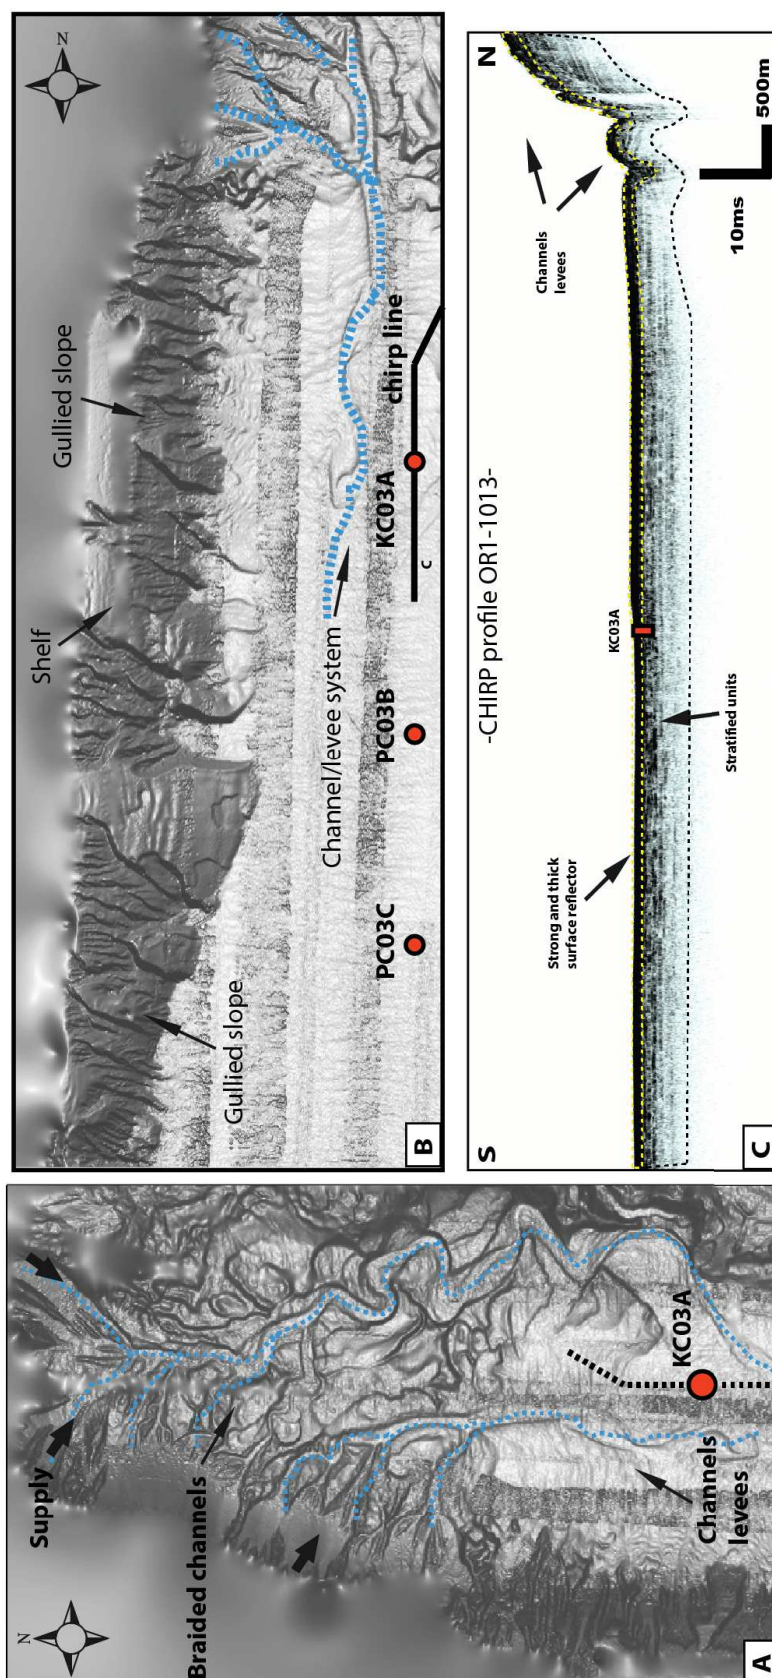 N
Supply
Braided channels
Channels
levees
KC03A
A
N
Gullied slope
Shelf
Gullied slope
Channel/levee system
chirp line
PC03C
PC03B
KC03A
C
B
S
N
-CHIRP profile OR1-1013-
Channels
levees
Strong and thick
surface reflector
KC03A
Stratified units
10ms
500m
C